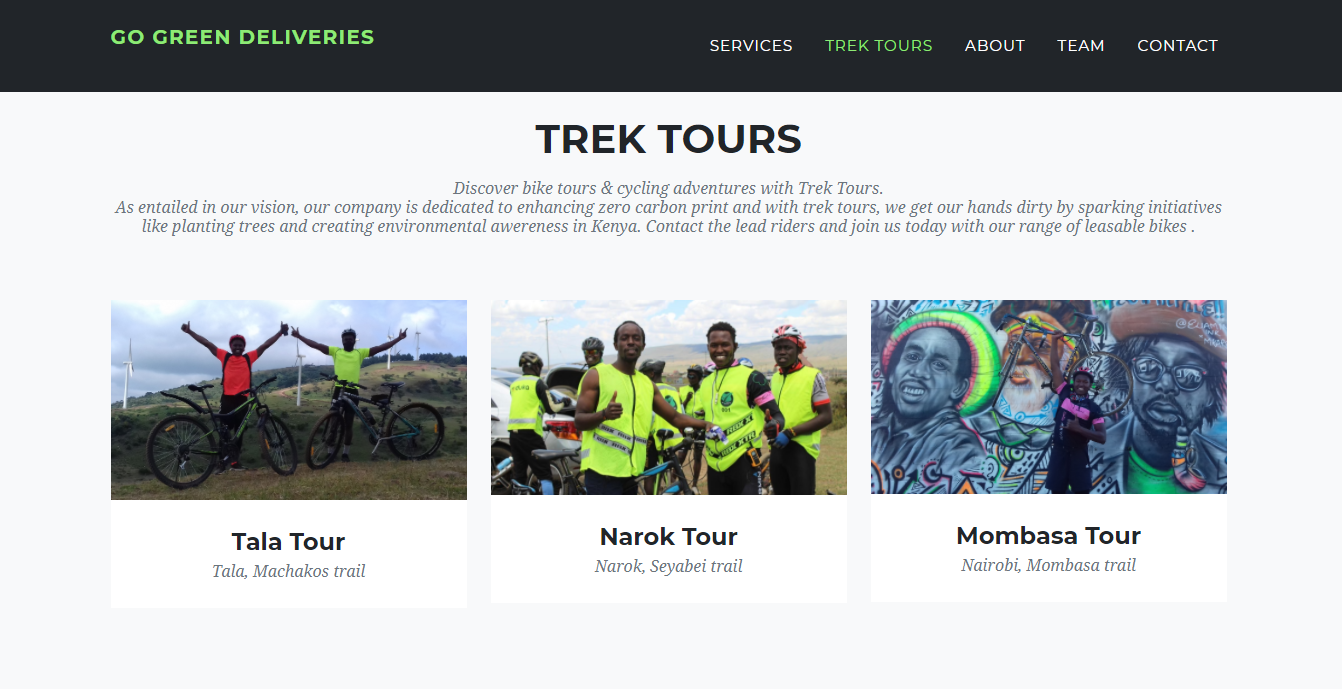 GO GREEN DELIVERIES
SERVICES TREK TOURS ABOUT TEAM CONTACT
TREK TOURS
Discover bike tours & cycling adventures with Trek Tours.
As entailed in our vision, our company is dedicated to enhancing zero carbon print and with trek tours, we get our hands dirty by sparking initiatives
like planting trees and creating environmental awereness in Kenya. Contact the lead riders and join us today with our range of leasable bikes .
Tala Tour
Tala, Machakos trail
Narok Tour
Narok, Seyabei trail
Mombasa Tour
Nairobi, Mombasa trail